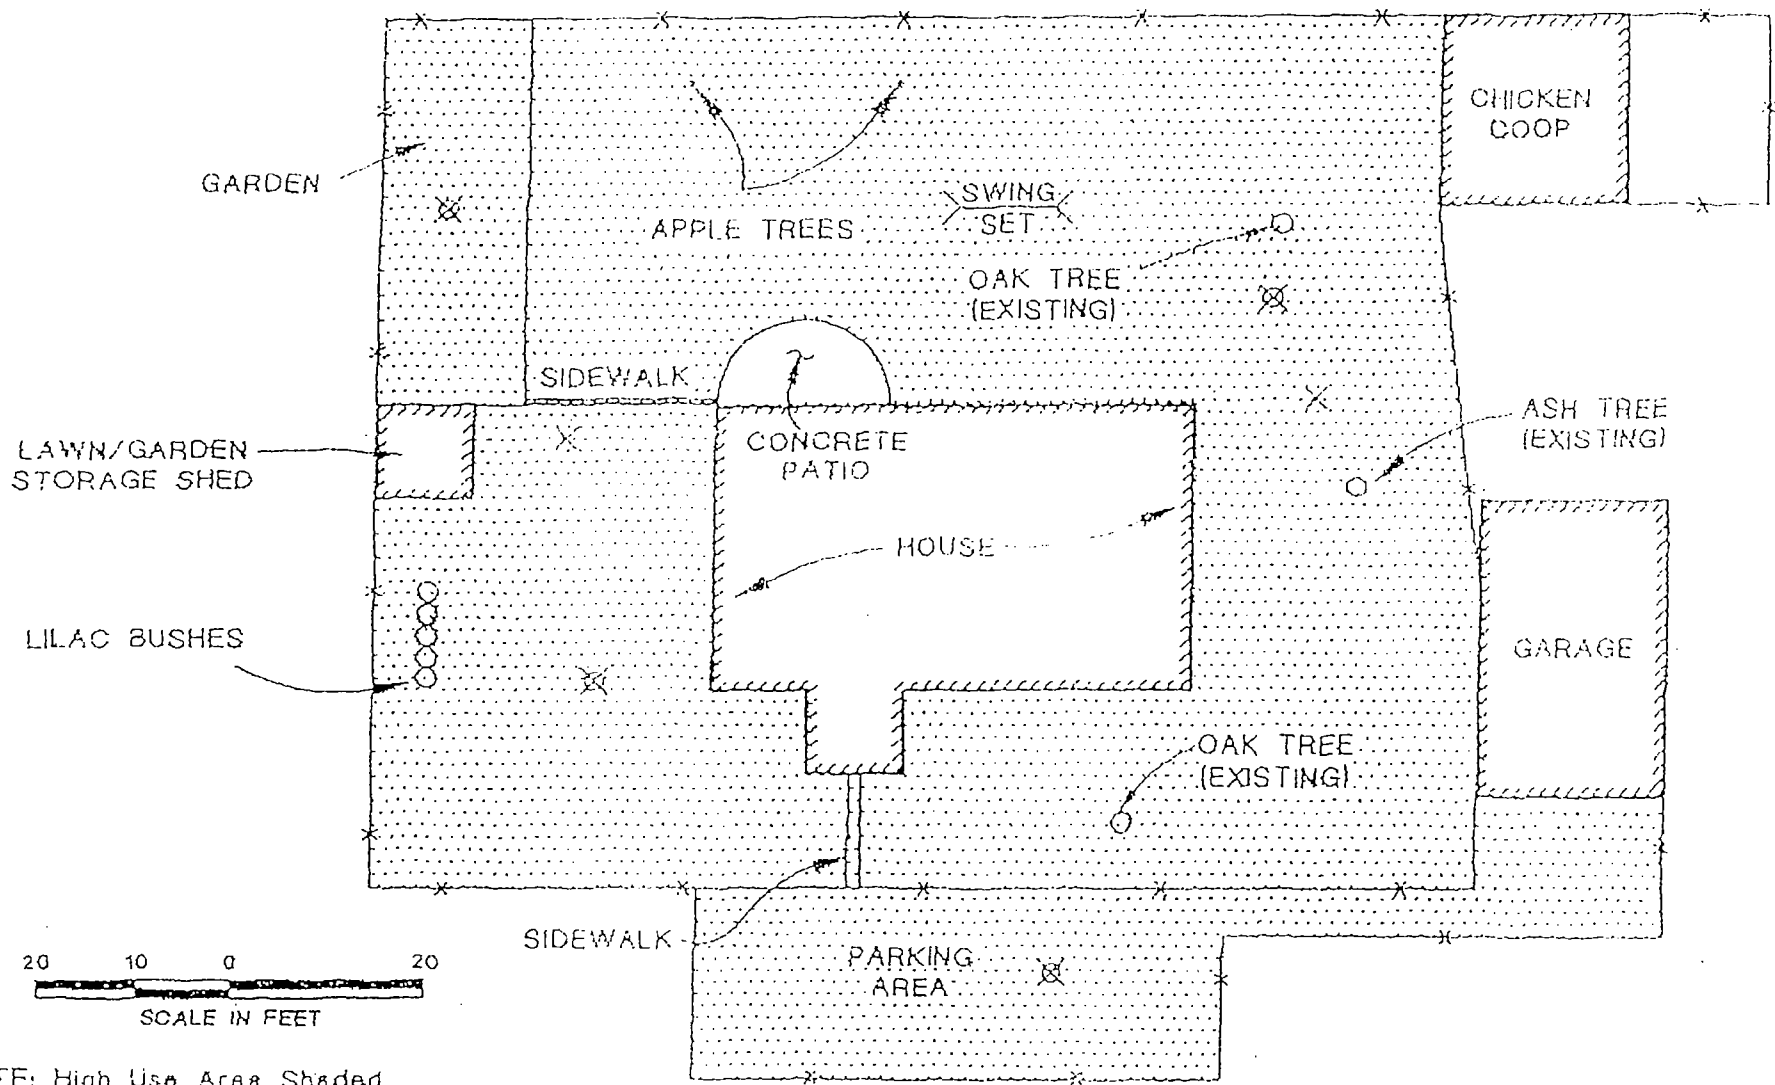 CHICKEN
COOP
GARDEN
SWING
SET
APPLE TREES
OAK TREE
(EXISTING)
SIDEWALK
ASH TREE
(EXISTING)
LAWN/GARDEN
STORAGE SHED
CONCRETE
PATIO
HOUSE
LILAC BUSHES
GARAGE
OAK TREE
(EXISTING)
SIDEWALK
PARKING
AREA
20 10 0 20
SCALE IN FEET
High Use Area Shaded